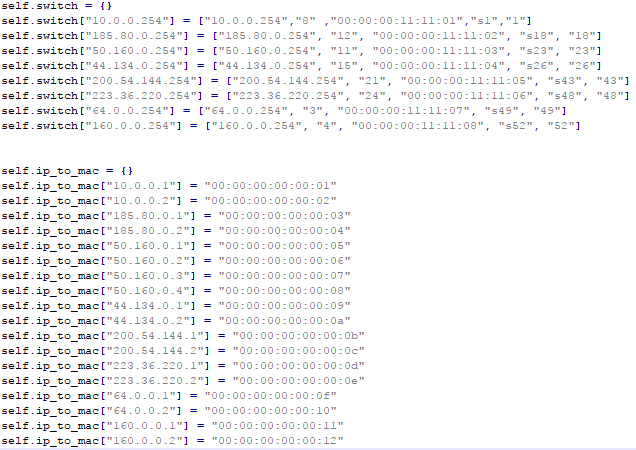 self.switch = {}
self.switch["10.0.0.254"] = ["10.0.0.254","8" ,"00:00:00:11:11:01","s1","1"]
self.switch["185.80.0.254"] = ["185.80.0.254", "12", "00:00:00:11:11:02", "s18", "18"]
self.switch["50.160.0.254"] = ["50.160.0.254", "11", "00:00:00:11:11:03", "s23", "23"]
self.switch["44.134.0.254"] = ["44.134.0.254", "15", "00:00:00:11:11:04", "s26", "26"]
self.switch["200.54.144.254"] = ["200.54.144.254", "21", "00:00:00:11:11:05", "s43", "43"]
self.switch["223.36.220.254"] = ["223.36.220.254", "24", "00:00:00:11:11:06", "s48", "48"]
self.switch["64.0.0.254"] = ["64.0.0.254", "3", "00:00:00:11:11:07", "s49", "49"]
self.switch["160.0.0.254"] = ["160.0.0.254", "4", "00:00:00:11:11:08", "s52", "52"]
self.ip_to_mac = {}
self.ip_to_mac["10.0.0.1"] = "00:00:00:00:00:01"
self.ip_to_mac["10.0.0.2"] = "00:00:00:00:00:02"
self.ip_to_mac["185.80.0.1"] = "00:00:00:00:00:03"
self.ip_to_mac["185.80.0.2"] = "00:00:00:00:00:04"
self.ip_to_mac["50.160.0.1"] = "00:00:00:00:00:05"
self.ip_to_mac["50.160.0.2"] = "00:00:00:00:00:06"
self.ip_to_mac["50.160.0.3"] = "00:00:00:00:00:07"
self.ip_to_mac["50.160.0.4"] = "00:00:00:00:00:08"
self.ip_to_mac["44.134.0.1"] = "00:00:00:00:00:09"
self.ip_to_mac["44.134.0.2"] = "00:00:00:00:00:0a"
self.ip_to_mac["200.54.144.1"] = "00:00:00:00:00:0b"
self.ip_to_mac["200.54.144.2"] = "00:00:00:00:00:0c"
self.ip_to_mac["223.36.220.1"] = "00:00:00:00:00:0d"
self.ip_to_mac["223.36.220.2"] = "00:00:00:00:00:0e"
self.ip_to_mac["64.0.0.1"] = "00:00:00:00:00:0f"
self.ip_to_mac["64.0.0.2"] = "00:00:00:00:00:10"
self.ip_to_mac["160.0.0.1"] = "00:00:00:00:00:11"
self.ip_to_mac["160.0.0.2"] = "00:00:00:00:00:12"